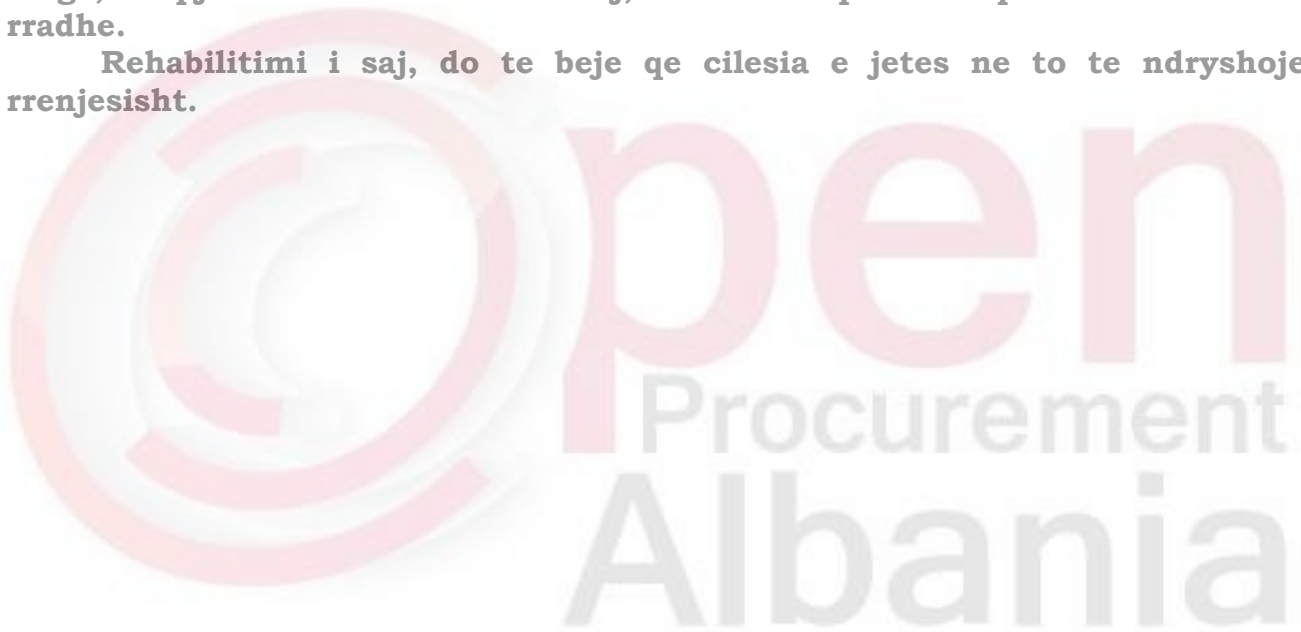 rradhe.
Rehabilitimi i saj, do te beje qe cilesia e jetes ne to te ndryshoje
rrenjesisht.
Open
Procurement
Albania